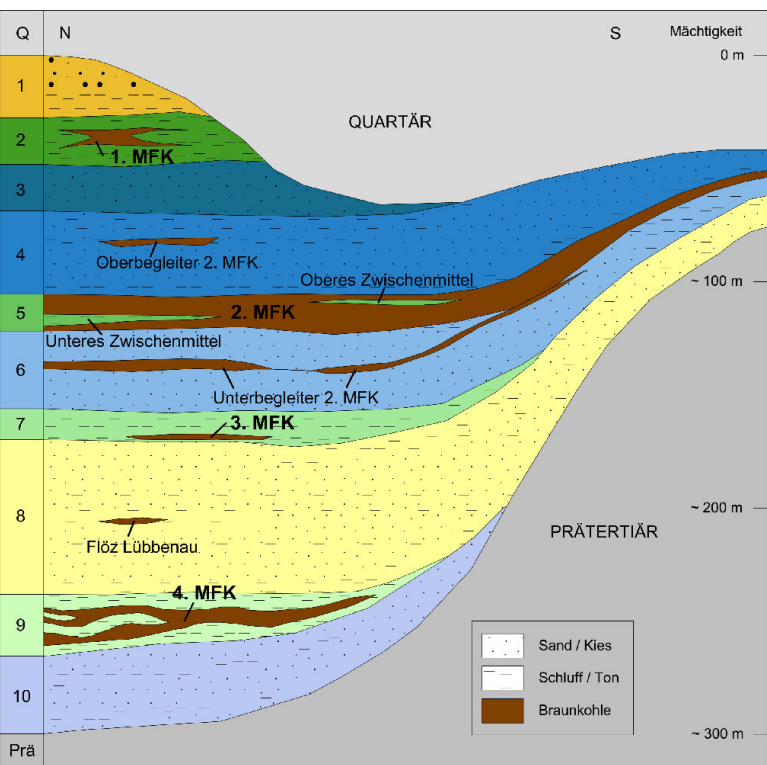 Q N S Mächtigkeit
0 m
1
QUARTÄR
2
1. MFK
3
4
Oberbegleiter 2. MFK
Oberes Zwischenmittel
~ 100 m
5
2. MFK
Unteres Zwischenmittel
6
Unterbegleiter 2. MFK
7
3. MFK
8
~ 200 m
PRÄTERTIÄR
Flöz Lübbenau
4. MFK
9
Sand / Kies
Schluff / Ton
10
Braunkohle
~ 300 m
Prä